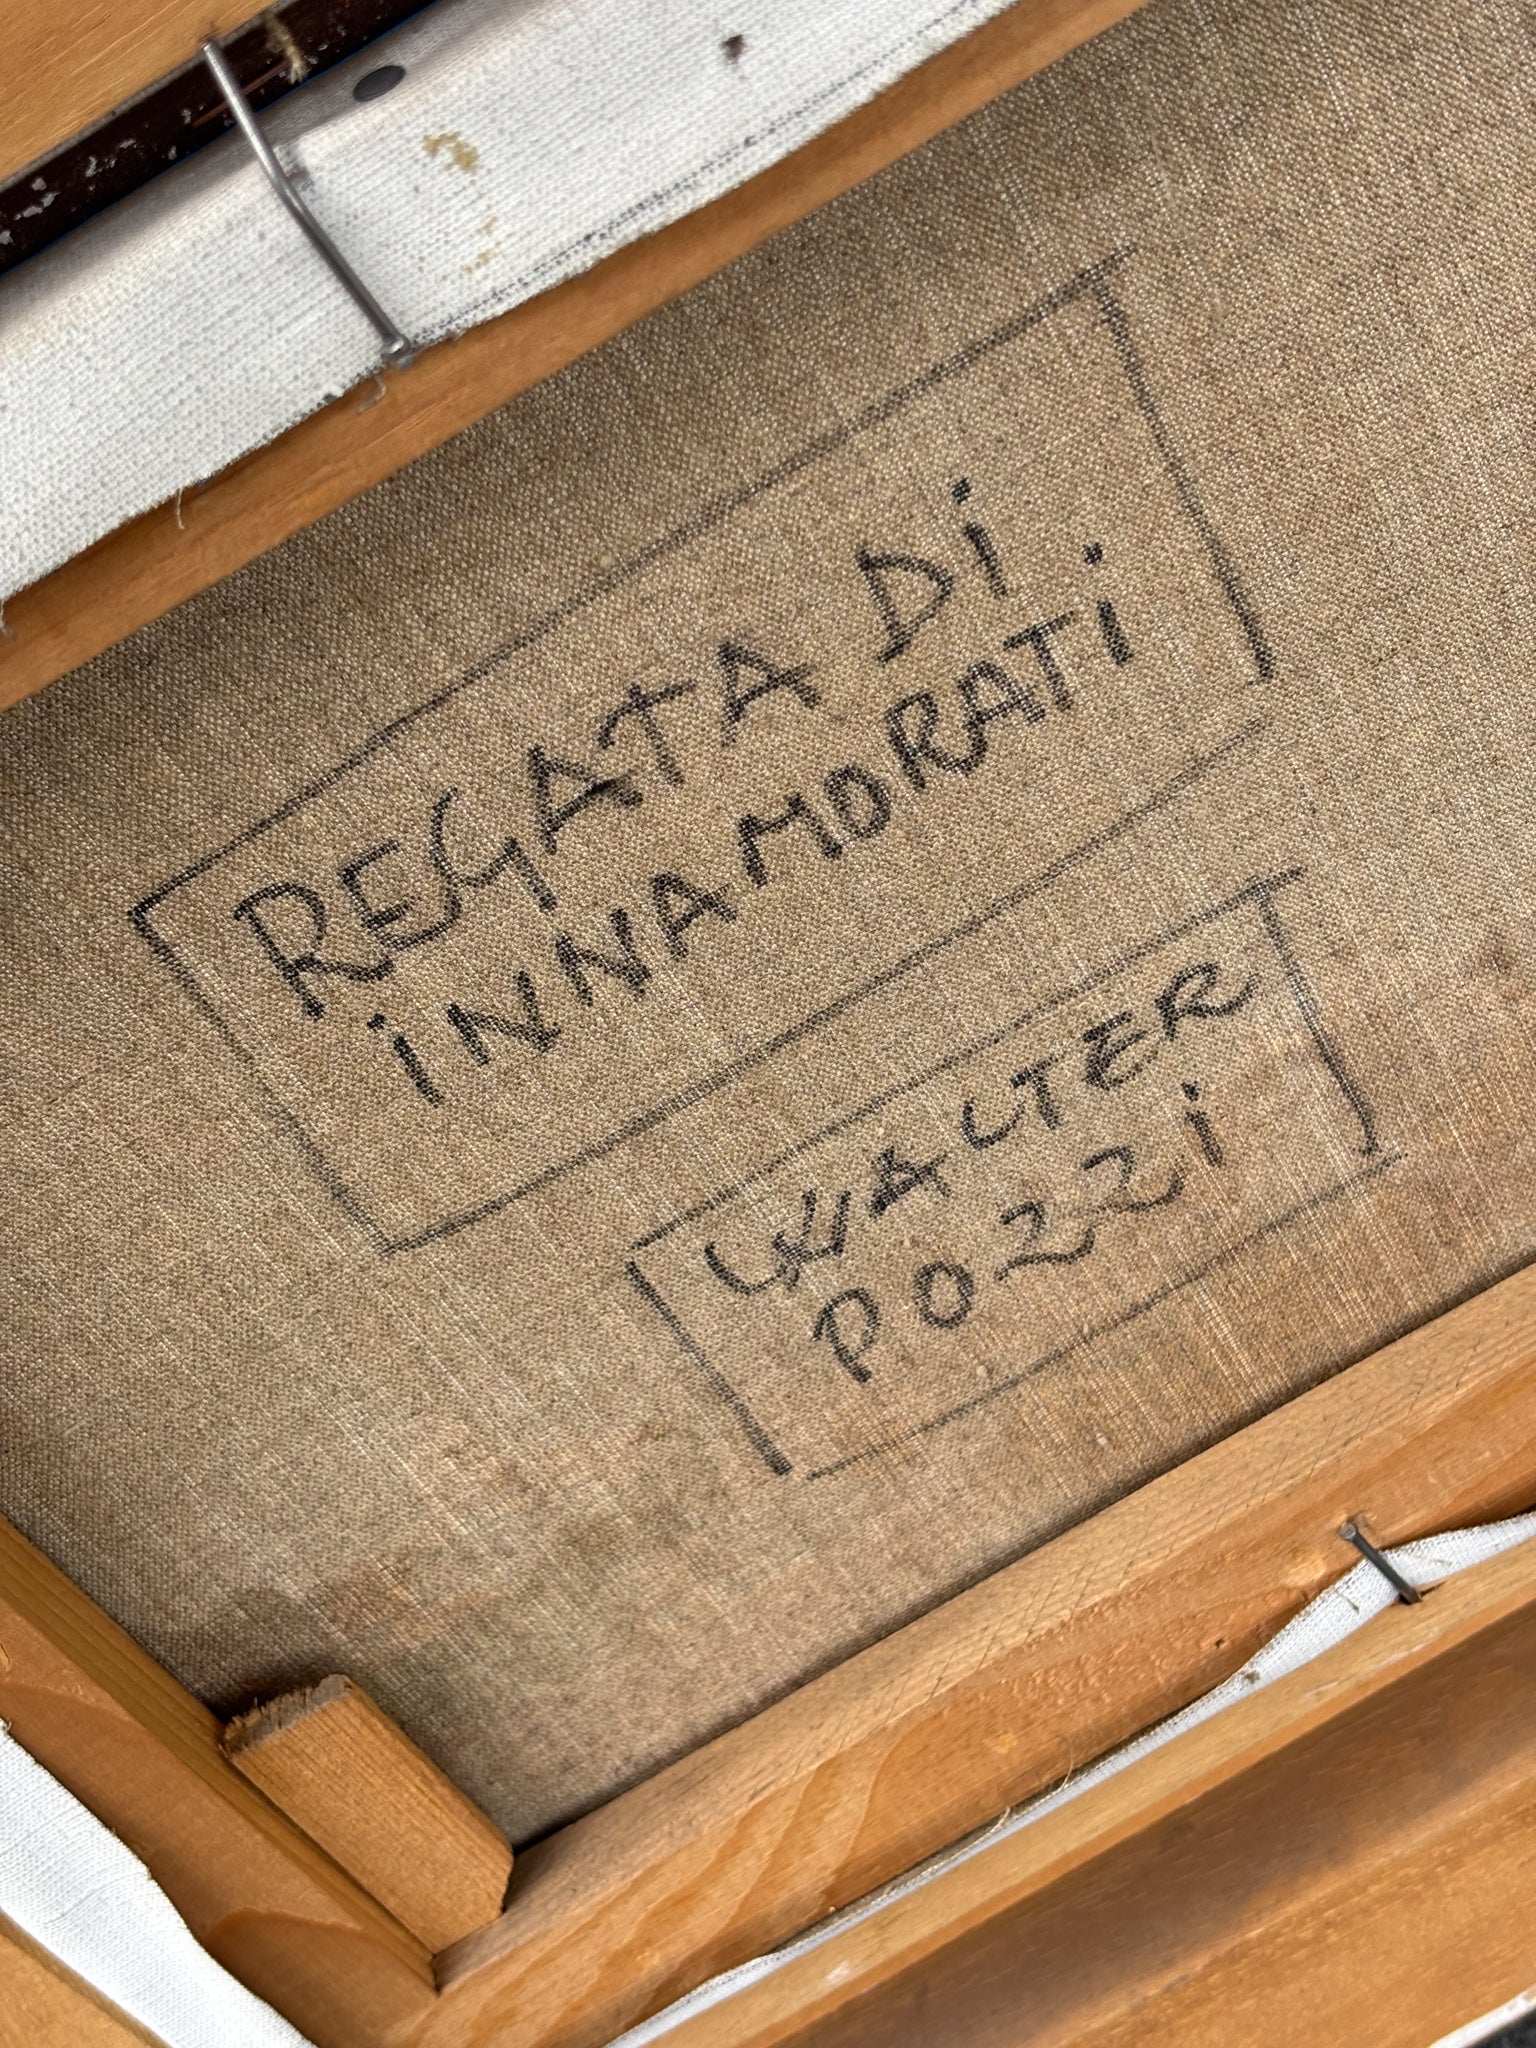 REGATA DI
iNNAMORATi
WALTER
POZZi